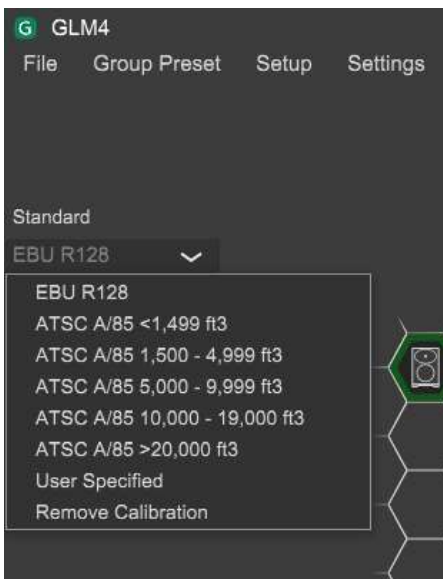 G GLM4
File Group Preset Setup Settings
Standard
EBU R128
EBU R128
ATSC A/85 <1,499 ft3
ATSC A/85 1,500 - 4,999 ft3
ATSC A/85 5,000 - 9,999 ft3
ATSC A/85 10,000 - 19,000 ft3
ATSC A/85 >20,000 ft3
User Specified
Remove Calibration